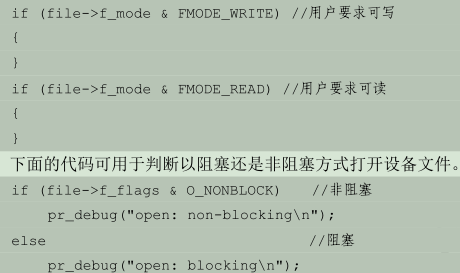 if (file->f_mode & FMODE_WRITE) //用户要求可写
{
}
if (file->f_mode & FMODE_READ) //用户要求可读
{
}
下面的代码可用于判断以阻塞还是非阻塞方式打开设备文件。
if (file->f_flags & O_NONBLOCK) //非阻塞
pr_debug("open: non-blocking\n");
else //阻塞
pr_debug("open: blocking\n");